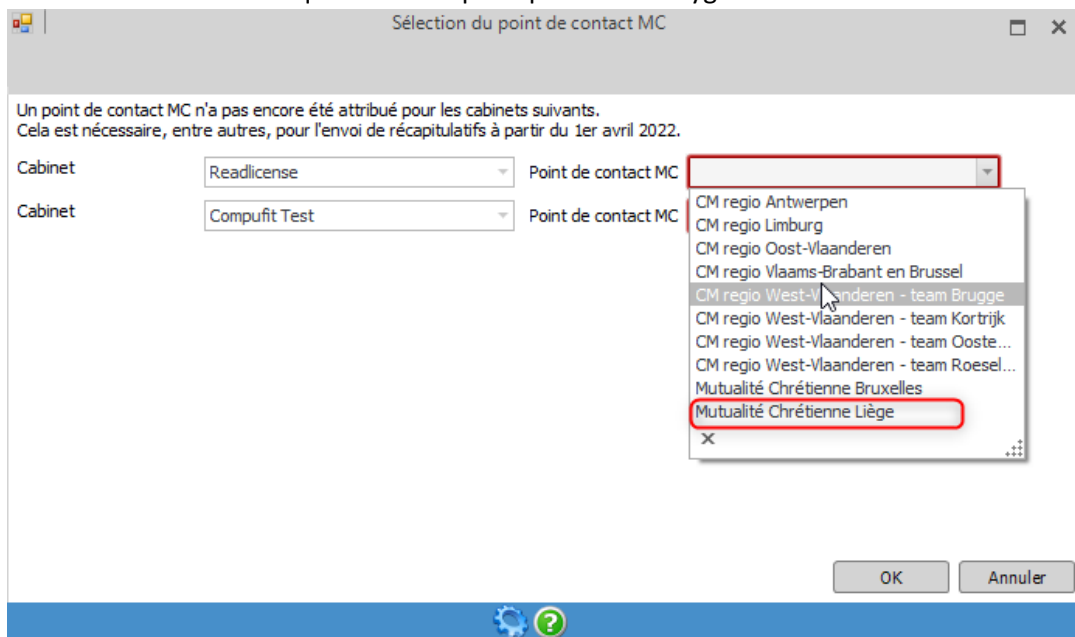 Sélection du point de contact MC
Un point de contact MC n'a pas encore été attribué pour les cabinets suivants.
Cela est nécessaire, entre autres, pour l'envoi de récapitulatifs à partir du 1er avril 2022.
Cabinet Readlicense Point de contact MC
Cabinet Compufit Test Point de contact MC
CM regio Antwerpen
CM regio Limburg
CM regio Oost-Vlaanderen
CM regio Vlaams-Brabant en Brussel
CM regio West-Vlaanderen - team Brugge
CM regio West-Vlaanderen - team Kortrijk
CM regio West-Vlaanderen - team Ooste...
CM regio West-Vlaanderen - team Roesel...
Mutualité Chrétienne Bruxelles
Mutualité Chrétienne Liège
OK Annuler